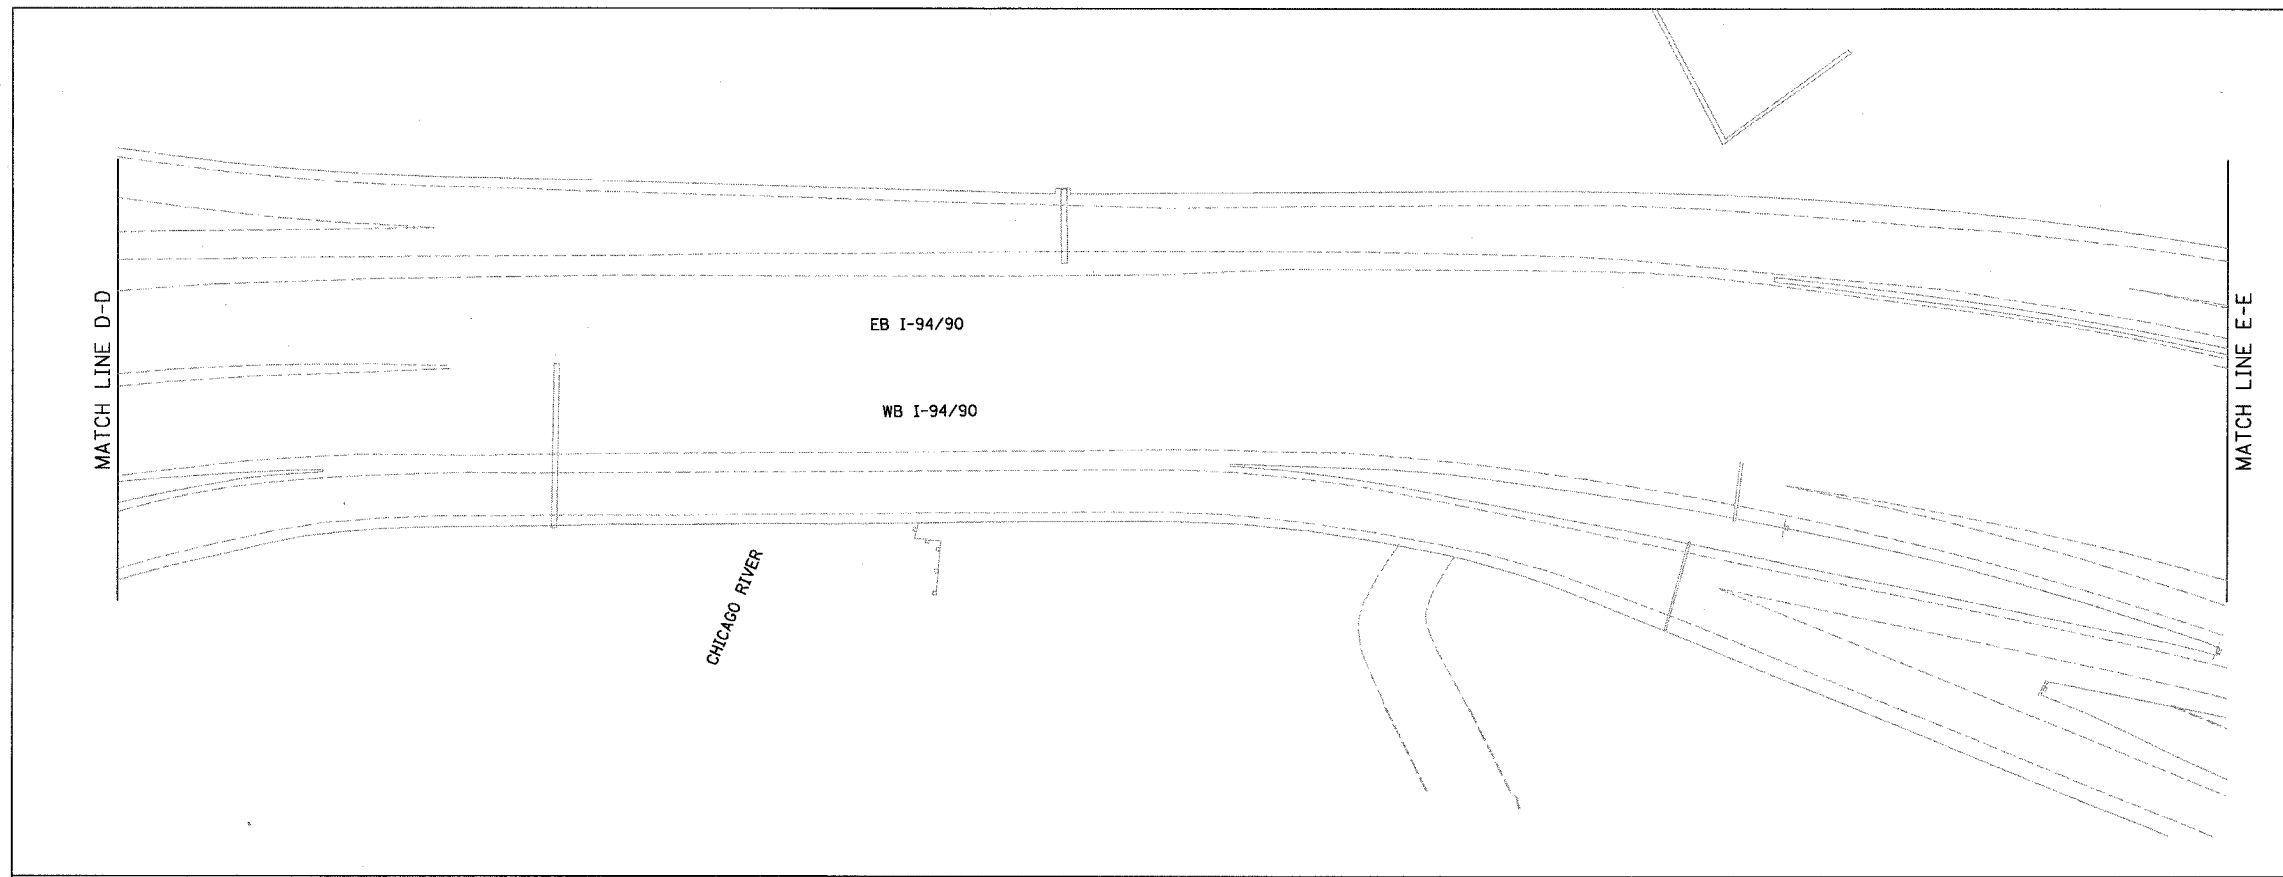 MATCH LINE D-D
EB I-94/90
WB I-94/90
CHICAGO RIVER
MATCH LINE E-E